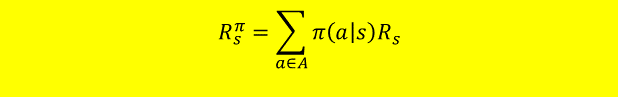 R_s^π = ∑_{a∈A} π(a|s)R_s